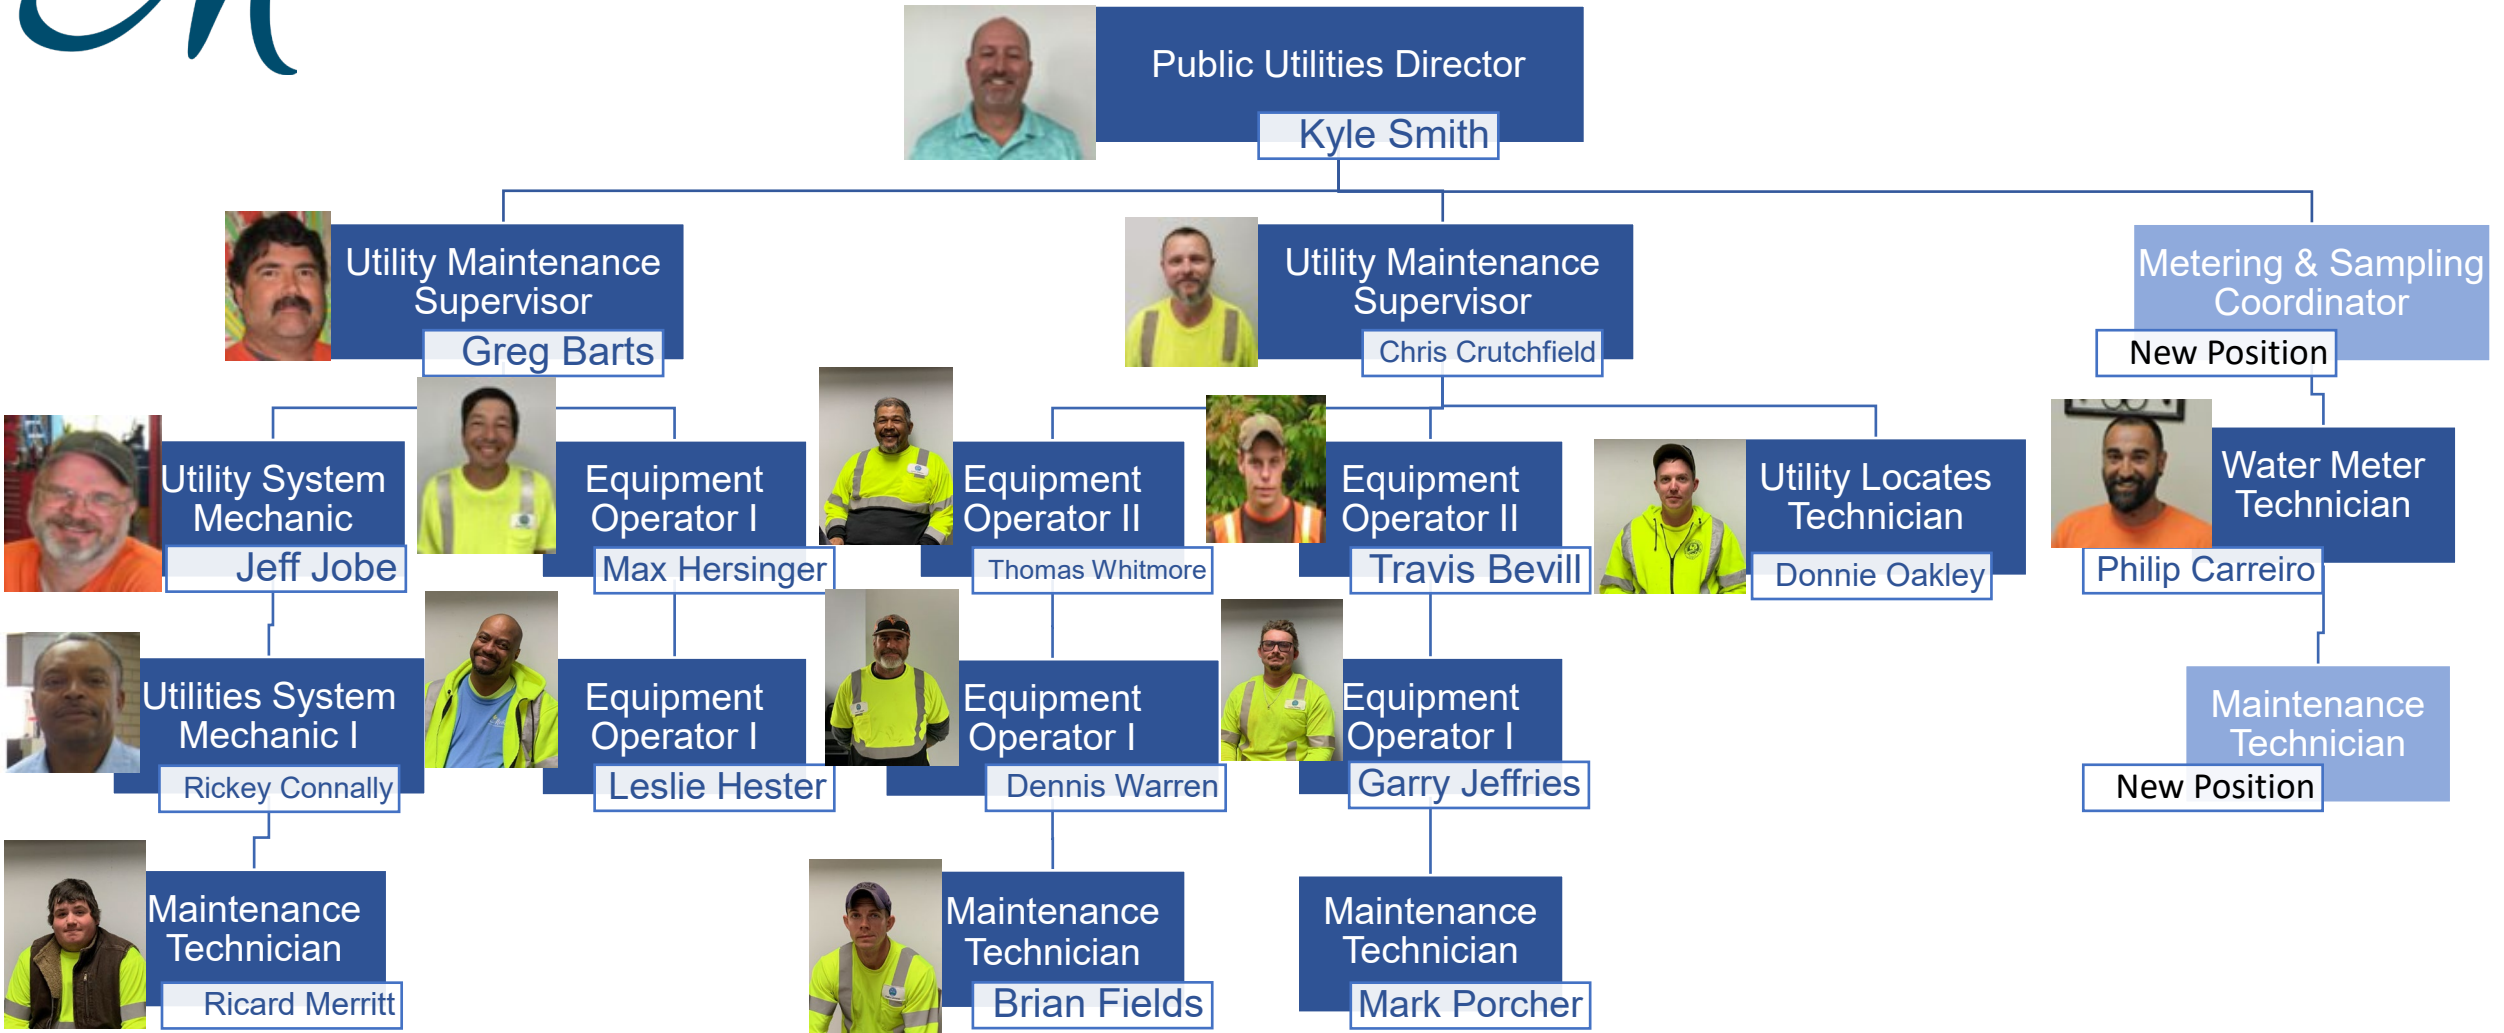 Public Utilities Director
Kyle Smith
Utility Maintenance
Supervisor
Greg Barts
Utility Maintenance
Supervisor
Chris Crutchfield
Metering & Sampling
Coordinator
New Position
Utility System
Mechanic
Jeff Jobe
Equipment
Operator I
Max Hersinger
Equipment
Operator II
Thomas Whitmore
Equipment
Operator II
Travis Bevill
Utility Locates
Technician
Donnie Oakley
Water Meter
Technician
Philip Carreiro
Utilities System
Mechanic I
Rickey Connally
Equipment
Operator I
Leslie Hester
Equipment
Operator I
Dennis Warren
Equipment
Operator I
Garry Jeffries
Maintenance
Technician
New Position
Maintenance
Technician
Ricard Merritt
Maintenance
Technician
Brian Fields
Maintenance
Technician
Mark Porcher